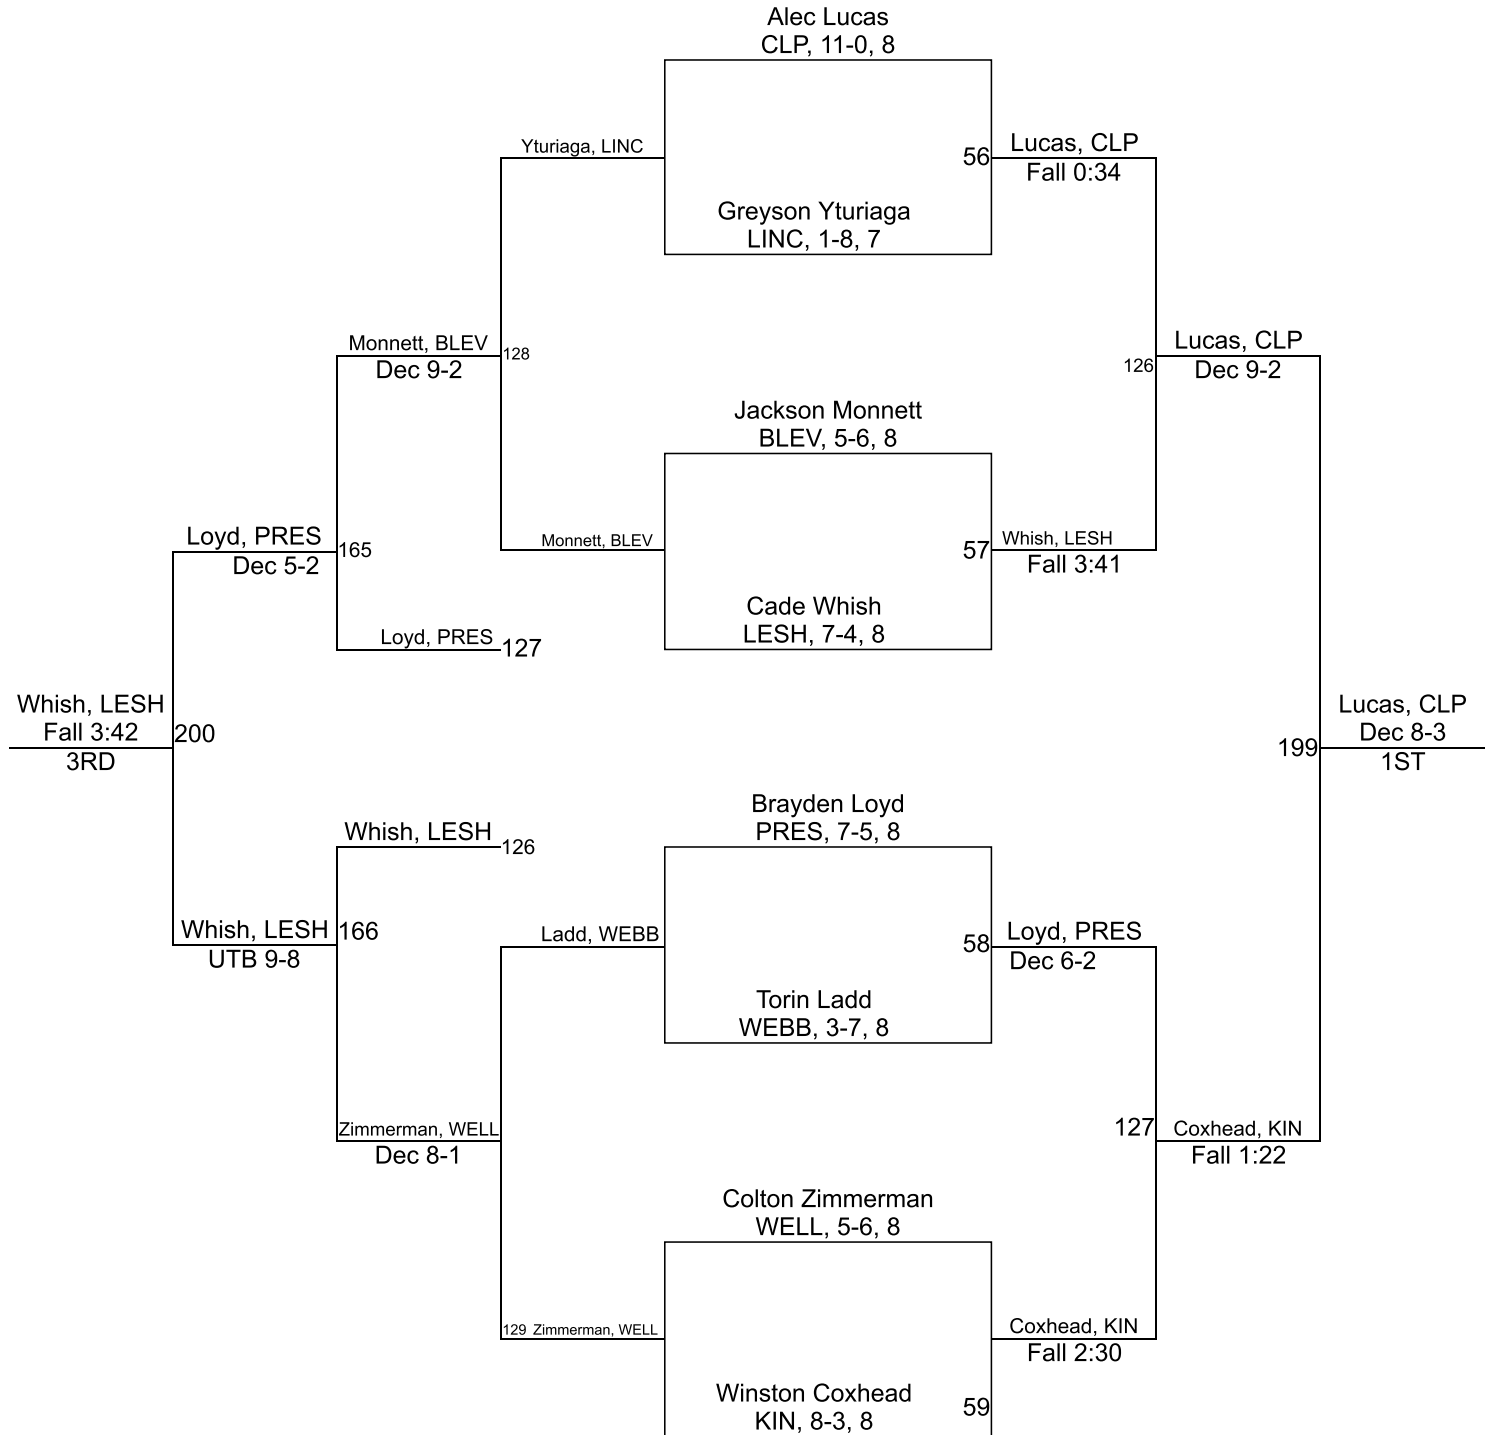 Alec Lucas
CLP, 11-0, 8
Yturiaga, LINC
56
Lucas, CLP
Fall 0:34
Greyson Yturiaga
LINC, 1-8, 7
Monnett, BLEV
Dec 9-2
128
126
Lucas, CLP
Dec 9-2
Jackson Monnett
BLEV, 5-6, 8
Loyd, PRES
Dec 5-2
165
Monnett, BLEV
57
Whish, LESH
Fall 3:41
Cade Whish
LESH, 7-4, 8
Loyd, PRES
127
Whish, LESH
Fall 3:42
3RD
200
199
Lucas, CLP
Dec 8-3
1ST
Brayden Loyd
PRES, 7-5, 8
Whish, LESH
126
Whish, LESH
UTB 9-8
166
Ladd, WEBB
58
Loyd, PRES
Dec 6-2
Torin Ladd
WEBB, 3-7, 8
Zimmerman, WELL
Dec 8-1
127
Coxhead, KIN
Fall 1:22
Colton Zimmerman
WELL, 5-6, 8
129 Zimmerman, WELL
Coxhead, KIN
Fall 2:30
Winston Coxhead
KIN, 8-3, 8
59